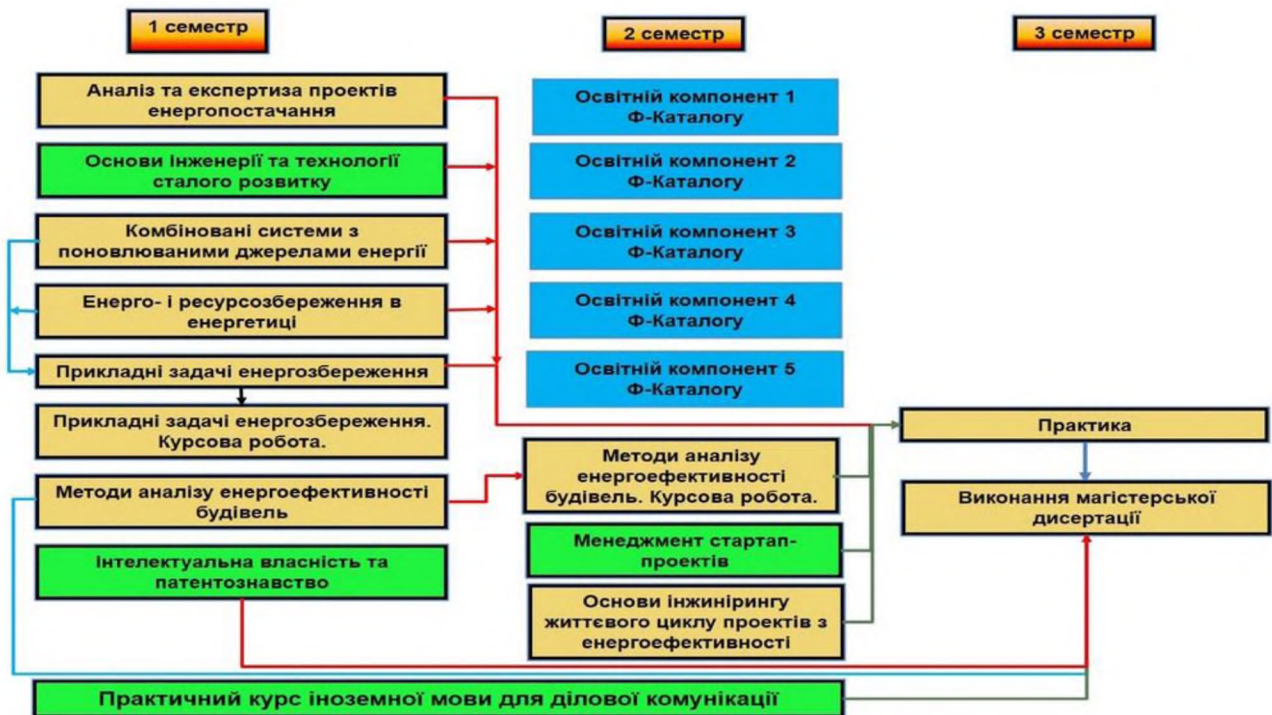 1 семестр
2 семестр
3 семестр
Аналіз та експертиза проектів
енергопостачання
Основи інженерії та технології
сталого розвитку
Комбіновані системи з
поновлюваними джерелами енергії
Енерго- і ресурсозбереження в
енергетиці
Прикладні задачі енергозбереження
Прикладні задачі енергозбереження.
Курсова робота.
Методи аналізу енергоефективності
будівель
Інтелектуальна власність та
патентознавство
Освітній компонент 1
Ф-Каталогу
Освітній компонент 2
Ф-Каталогу
Освітній компонент 3
Ф-Каталогу
Освітній компонент 4
Ф-Каталогу
Освітній компонент 5
Ф-Каталогу
Методи аналізу
енергоефективності
будівель. Курсова робота.
Менеджмент стартап-
проектів
Основи інжинірингу
життєвого циклу проектів з
енергоефективності
Практика
Виконання магістерської
дисертації
Практичний курс іноземної мови для ділової комунікації